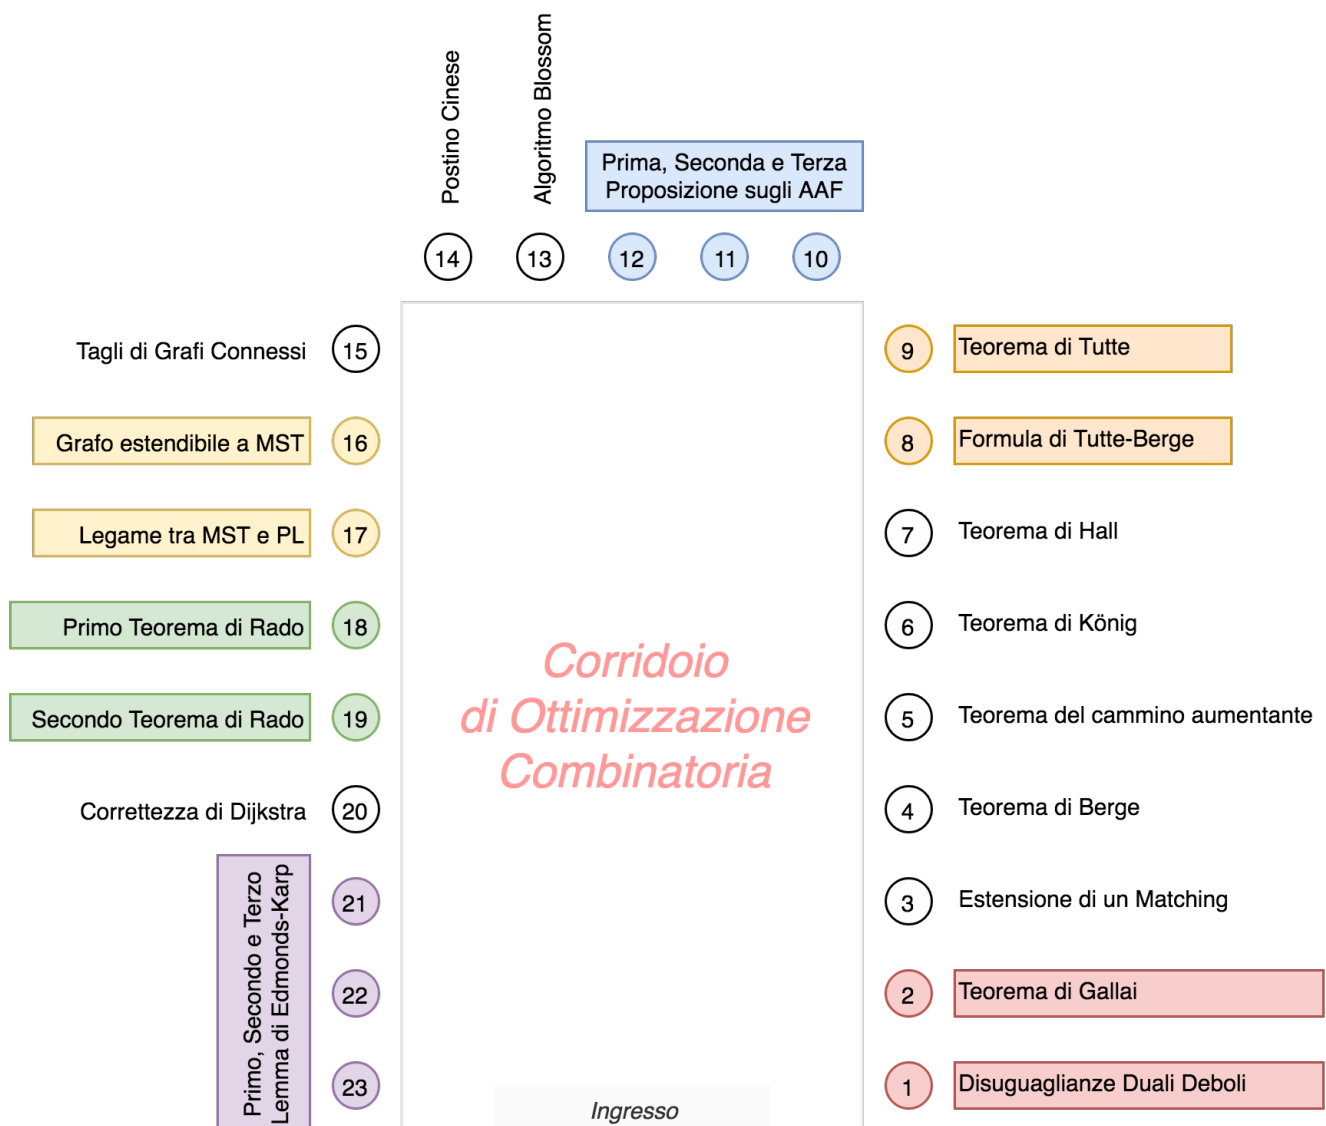 Postino Cinese
Algoritmo Blossom
Prima, Seconda e Terza
Proposizione sugli AAF
14
13
12
11
10
Tagli di Grafi Connessi
15
9
Teorema di Tutte
Grafo estendibile a MST
16
8
Formula di Tutte-Berge
Legame tra MST e PL
17
7
Teorema di Hall
Primo Teorema di Rado
18
6
Teorema di König
Corridoio
di Ottimizzazione
Combinatoria
Secondo Teorema di Rado
19
5
Teorema del cammino aumentante
Correttezza di Dijkstra
20
4
Teorema di Berge
Primo, Secondo e Terzo
Lemma di Edmonds-Karp
21
3
Estensione di un Matching
22
2
Teorema di Gallai
23
1
Disuguaglianze Duali Deboli
Ingresso